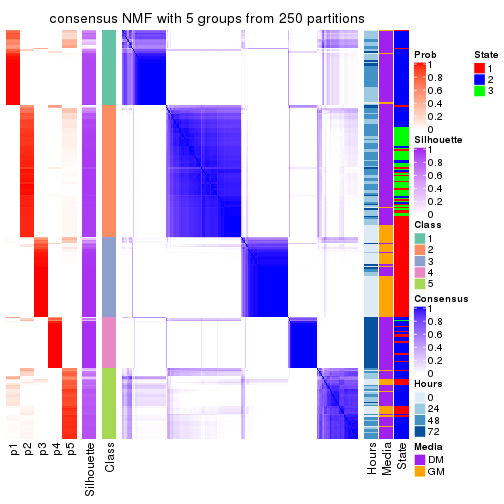 consensus NMF with 5 groups from 250 partitions
Prob
1
0.8
0.6
0.4
0.2
0
State
1
2
3
Silhouette
1
0.8
0.6
0.4
0.2
0
Class
1
2
3
4
5
Consensus
1
0.8
0.6
0.4
0.2
0
Hours
0
24
48
72
Media
DM
GM
p1
p2
p3
p4
p5
Silhouette
Class
Hours
Media
State